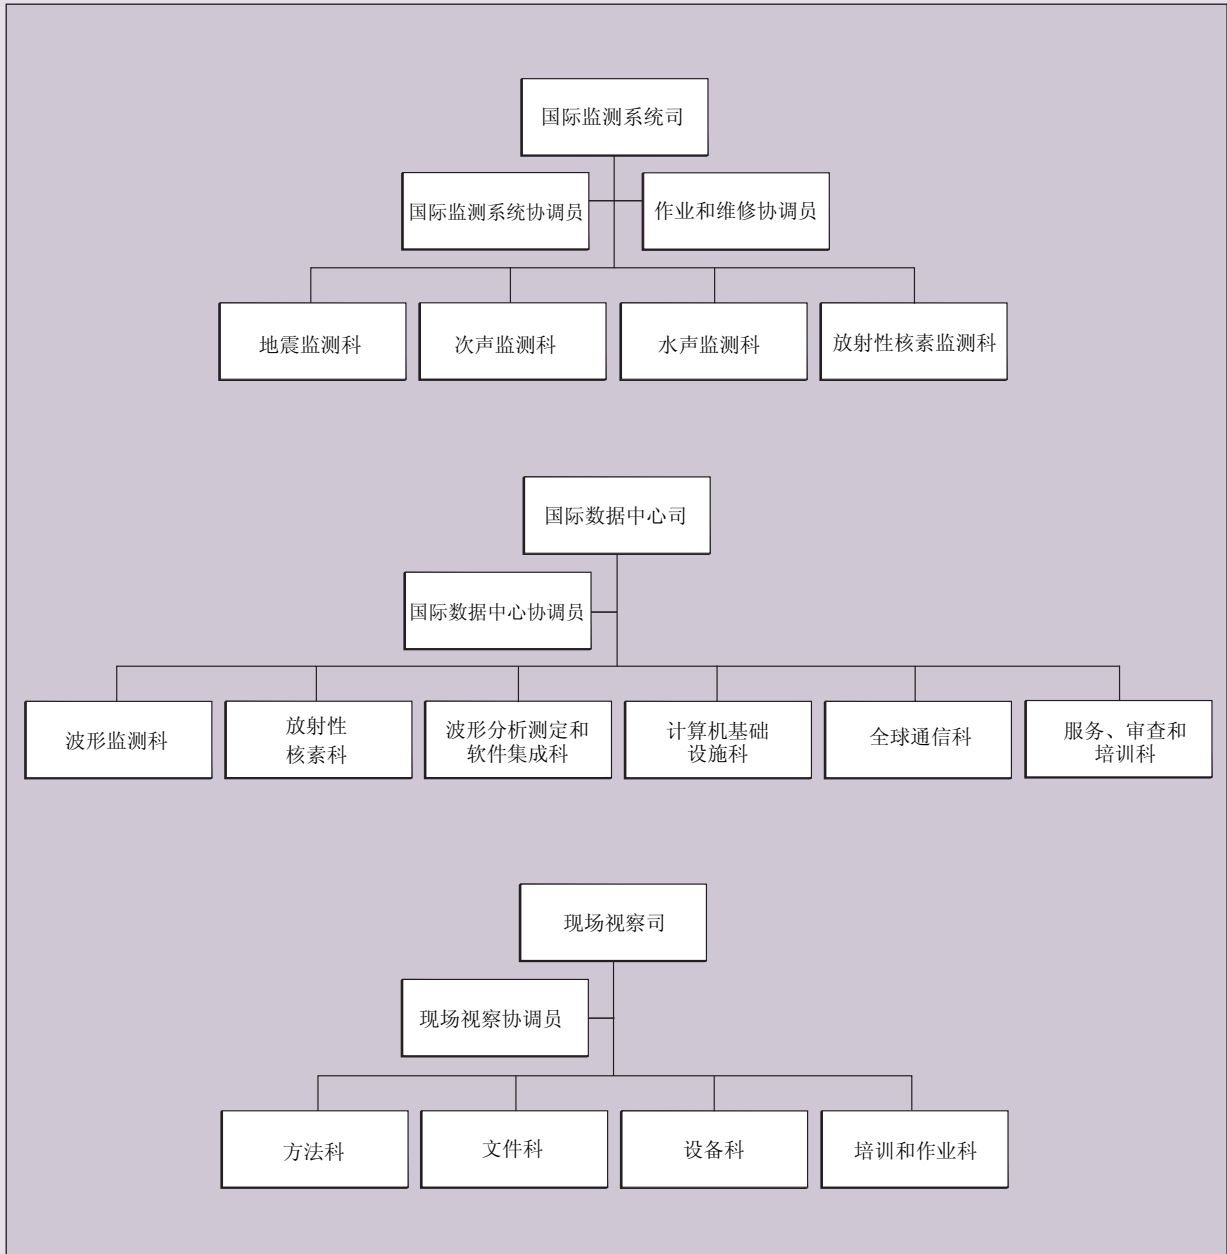 国际监测系统司
国际监测系统协调员
作业和维修协调员
地震监测科
次声监测科
水声监测科
放射性核素监测科
国际数据中心司
国际数据中心协调员
波形监测科
放射性
核素科
波形分析测定和
软件集成科
计算机基础
设施科
全球通信科
服务、审查和
培训科
现场视察司
现场视察协调员
方法科
文件科
设备科
培训和作业科